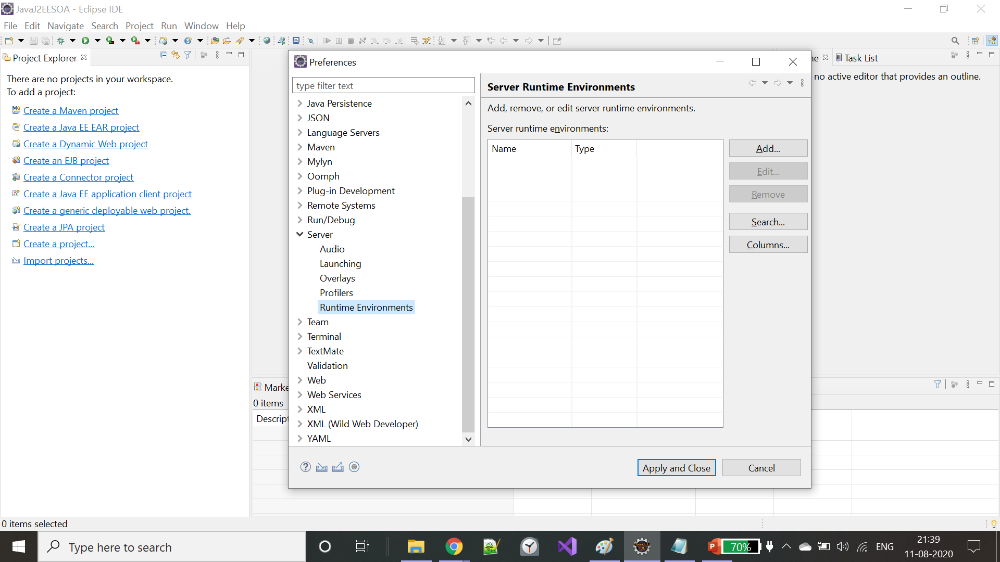 JavaJ2EESOA - Eclipse IDE
File Edit Navigate Search Project Run Window Help
Project Explorer
There are no projects in your workspace.
To add a project:
Create a Maven project
Create a Java EE EAR project
Create a Dynamic Web project
Create an EJB project
Create a Connector project
Create a Java EE application client project
Create a generic deployable web project.
Create a JPA project
Create a project...
Import projects...
Preferences
type filter text
Java Persistence
JSON
Language Servers
Maven
Mylyn
Oomph
Plug-in Development
Remote Systems
Run/Debug
Server
Audio
Launching
Overlays
Profilers
Runtime Environments
Team
Terminal
TextMate
Validation
Web
Web Services
XML
XML (Wild Web Developer)
YAML
Server Runtime Environments
Add, remove, or edit server runtime environments.
Server runtime environments:
Name Type
Add...
Edit...
Remove
Search...
Columns...
Apply and Close Cancel
ne Task List
no active editor that provides an outline.
Marke
0 items
Descript
0 items selected
Type here to search
Java EE
IDE
70%
ENG
21:39
11-08-2020